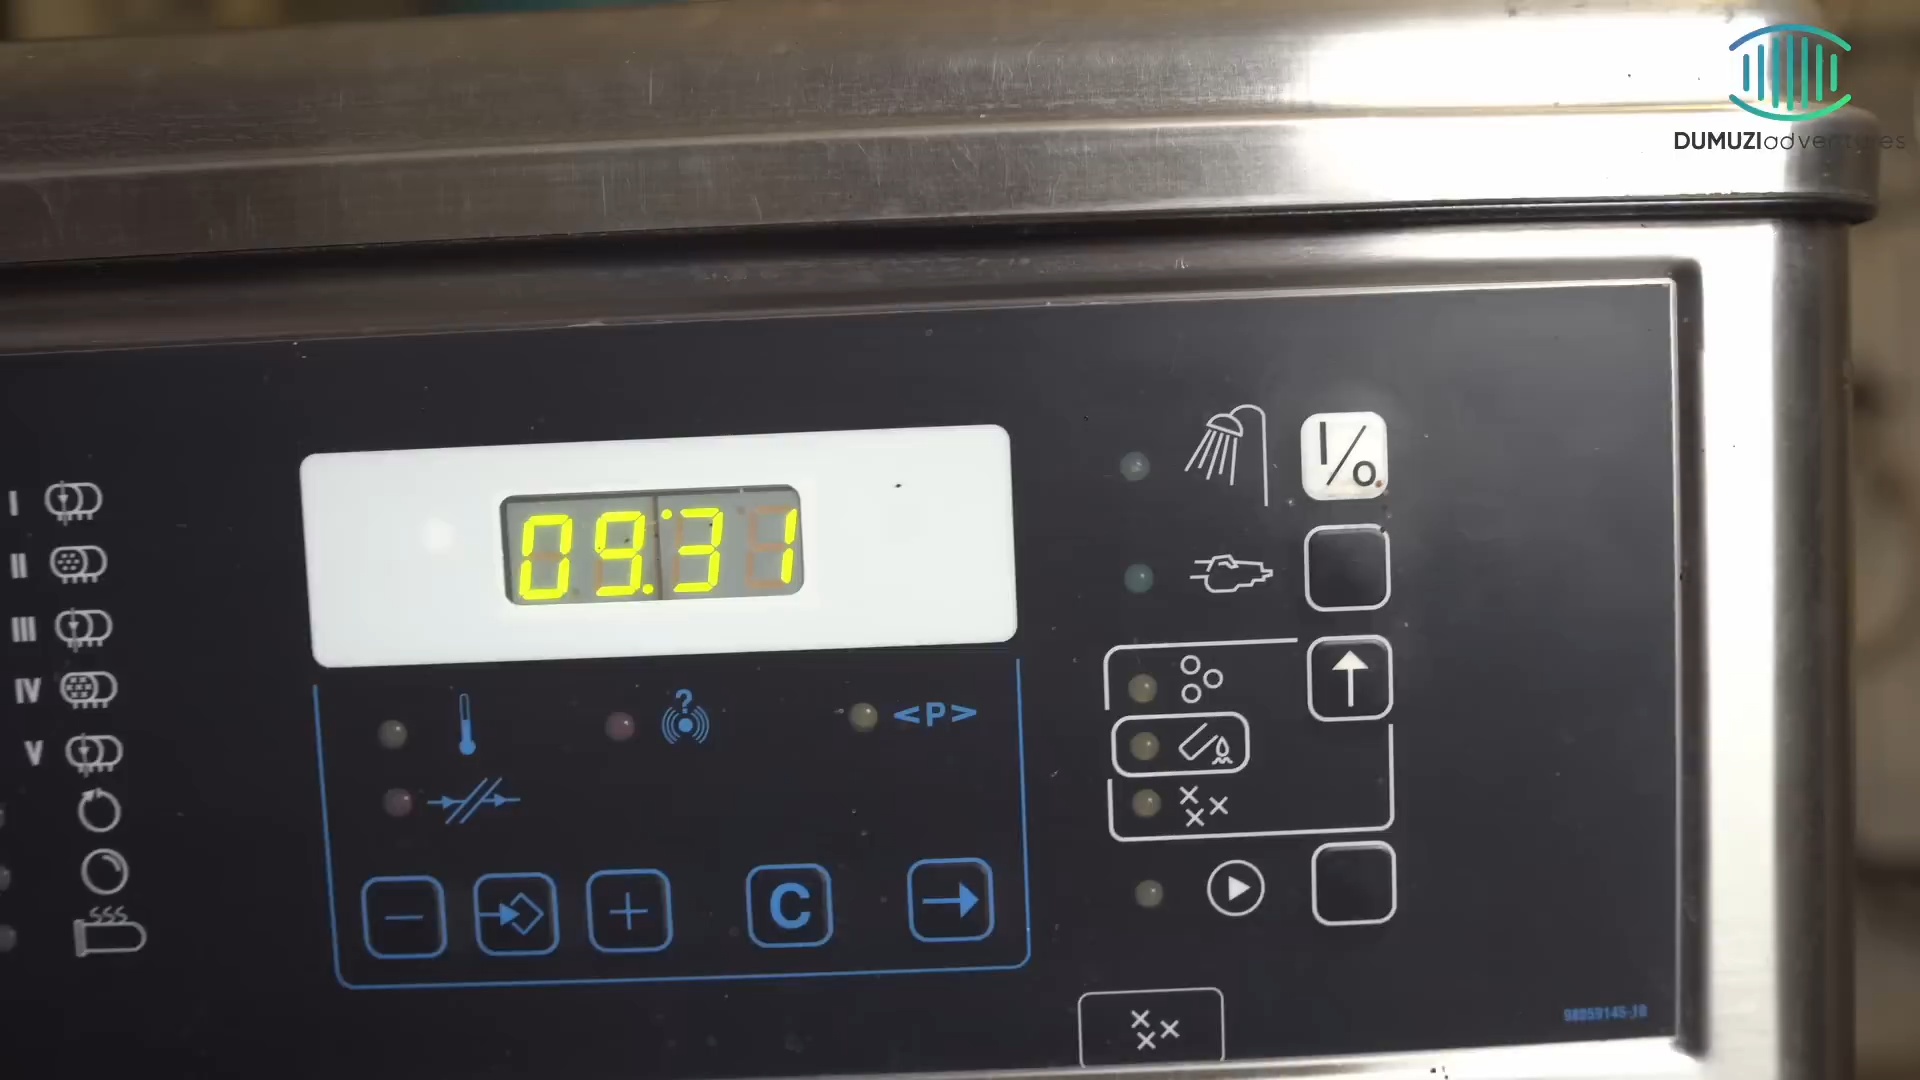 DUMUZIadventures
I/O
I
II
III
IV
V
09.31
?
<P>
C